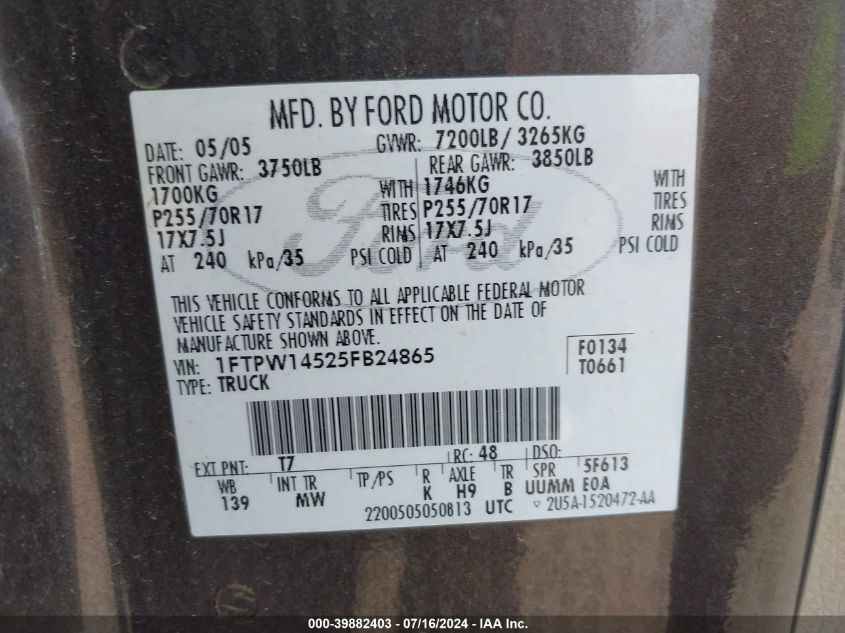 MFD. BY FORD MOTOR CO.
DATE: 05/05 GVWR: 7200LB/ 3265KG
FRONT GAWR: 3750LB REAR GAWR: 3850LB
1700KG WITH 1746KG WITH
P255/70R17 TIRES P255/70R17 TIRES
17X7.5J RIMS 17X7.5J RIMS
AT 240 kPa/35 PSI COLD AT 240 kPa/35 PSI COLD
Ford
THIS VEHICLE CONFORMS TO ALL APPLICABLE FEDERAL MOTOR
VEHICLE SAFETY STANDARDS IN EFFECT ON THE DATE OF
MANUFACTURE SHOWN ABOVE.
VIN: 1FTPW14525FB24865 F0134
TYPE: TRUCK T0661
EXT PNT: T7 RC: 48 DSO:
WB INT TR TP/PS R AXLE TR SPR 5F613
139 MW K H9 B UUMM E0A
2200505050813 UTC ▽ 2U5A-1520472-AA
000-39882403 - 07/16/2024 - IAA Inc.